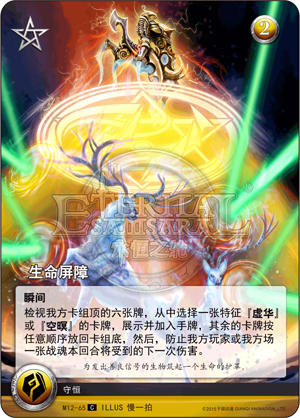 2
ETERNAL
SAMSARA
生命屏障
瞬间
检视我方卡组顶的六张牌，从中选择一张特征『虚华』
或『空暝』的卡牌，展示并加入手牌，其余的卡牌按
任意顺序放回卡组底，然后，防止我方玩家或我方场
一张战魂本回合将受到的下一次伤害。
为发出善良信号的生物筑起一个生命的护罩。
守恒
M12-65 C ILLUS 慢一拍